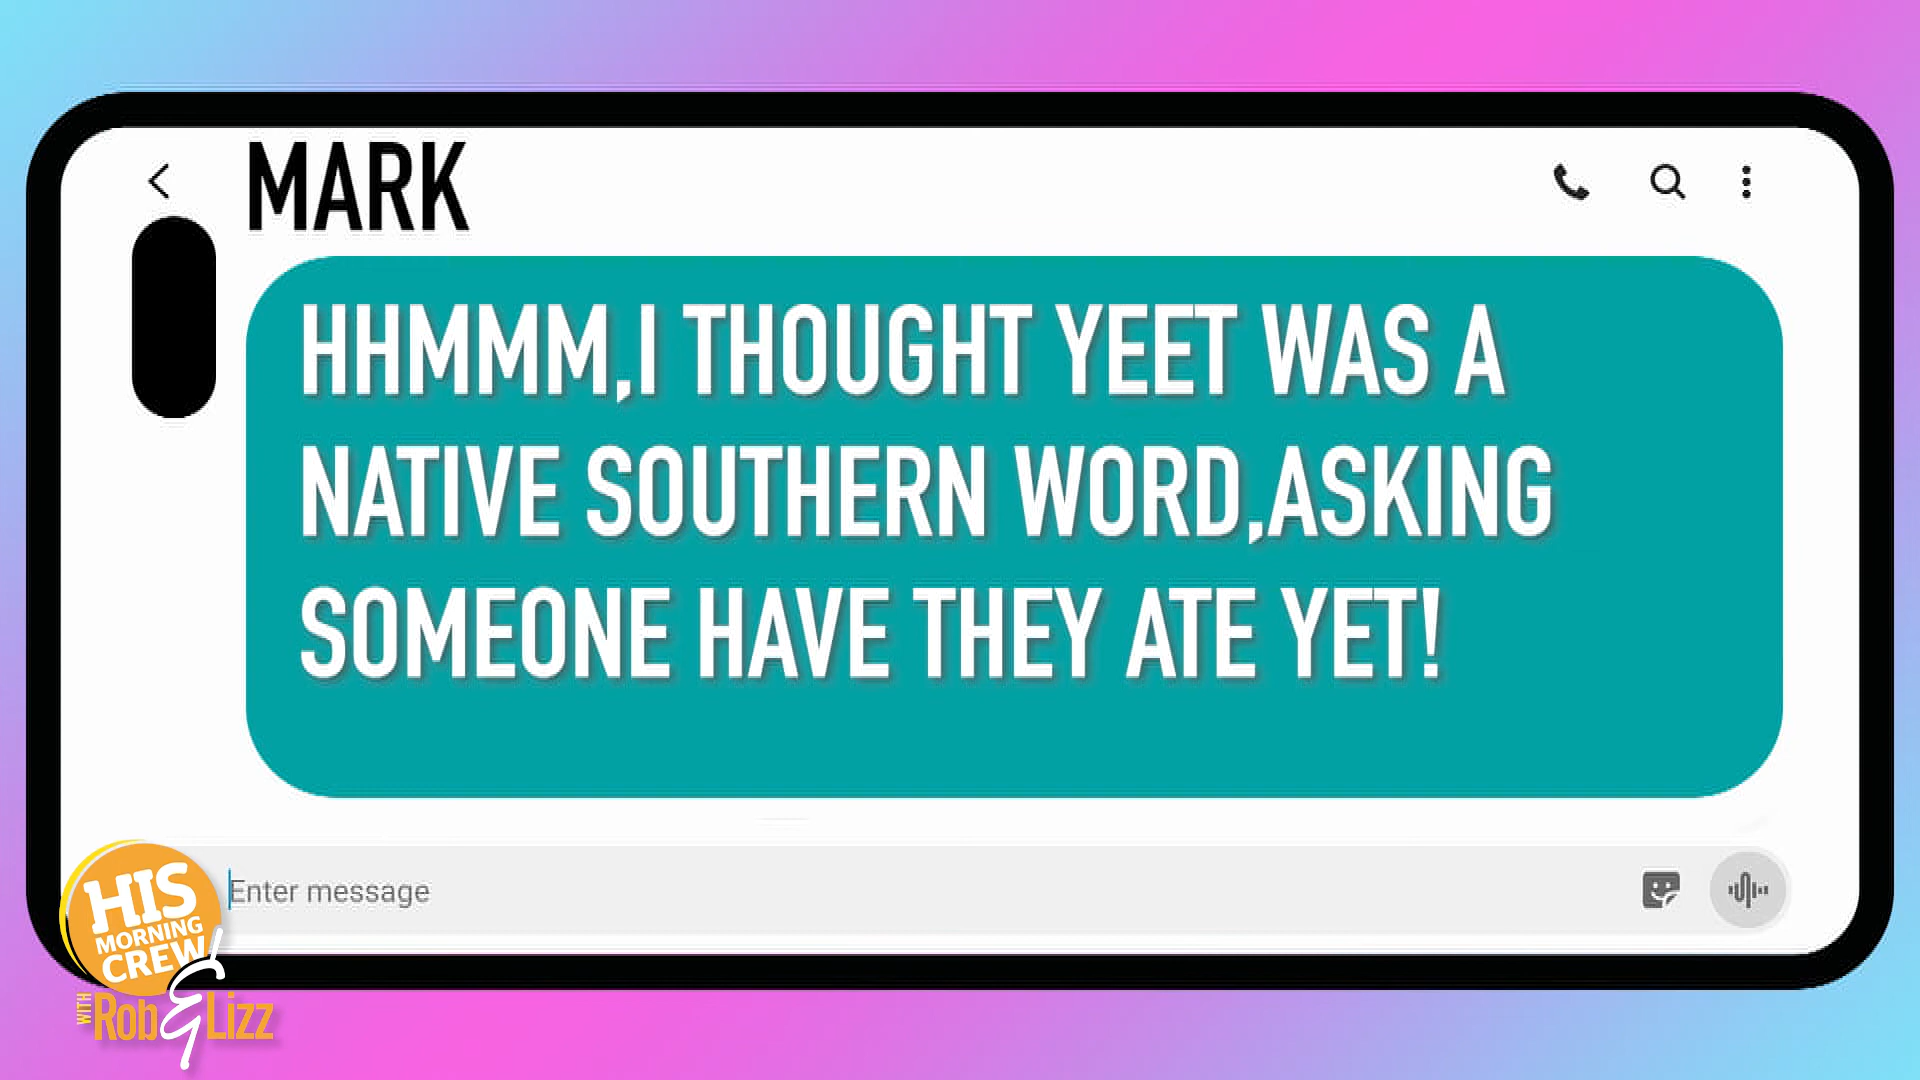 MARK
HHMMM,I THOUGHT YEET WAS A
NATIVE SOUTHERN WORD,ASKING
SOMEONE HAVE THEY ATE YET!
Enter message
HIS
MORNING
CREW
WITH Rob & Lizz